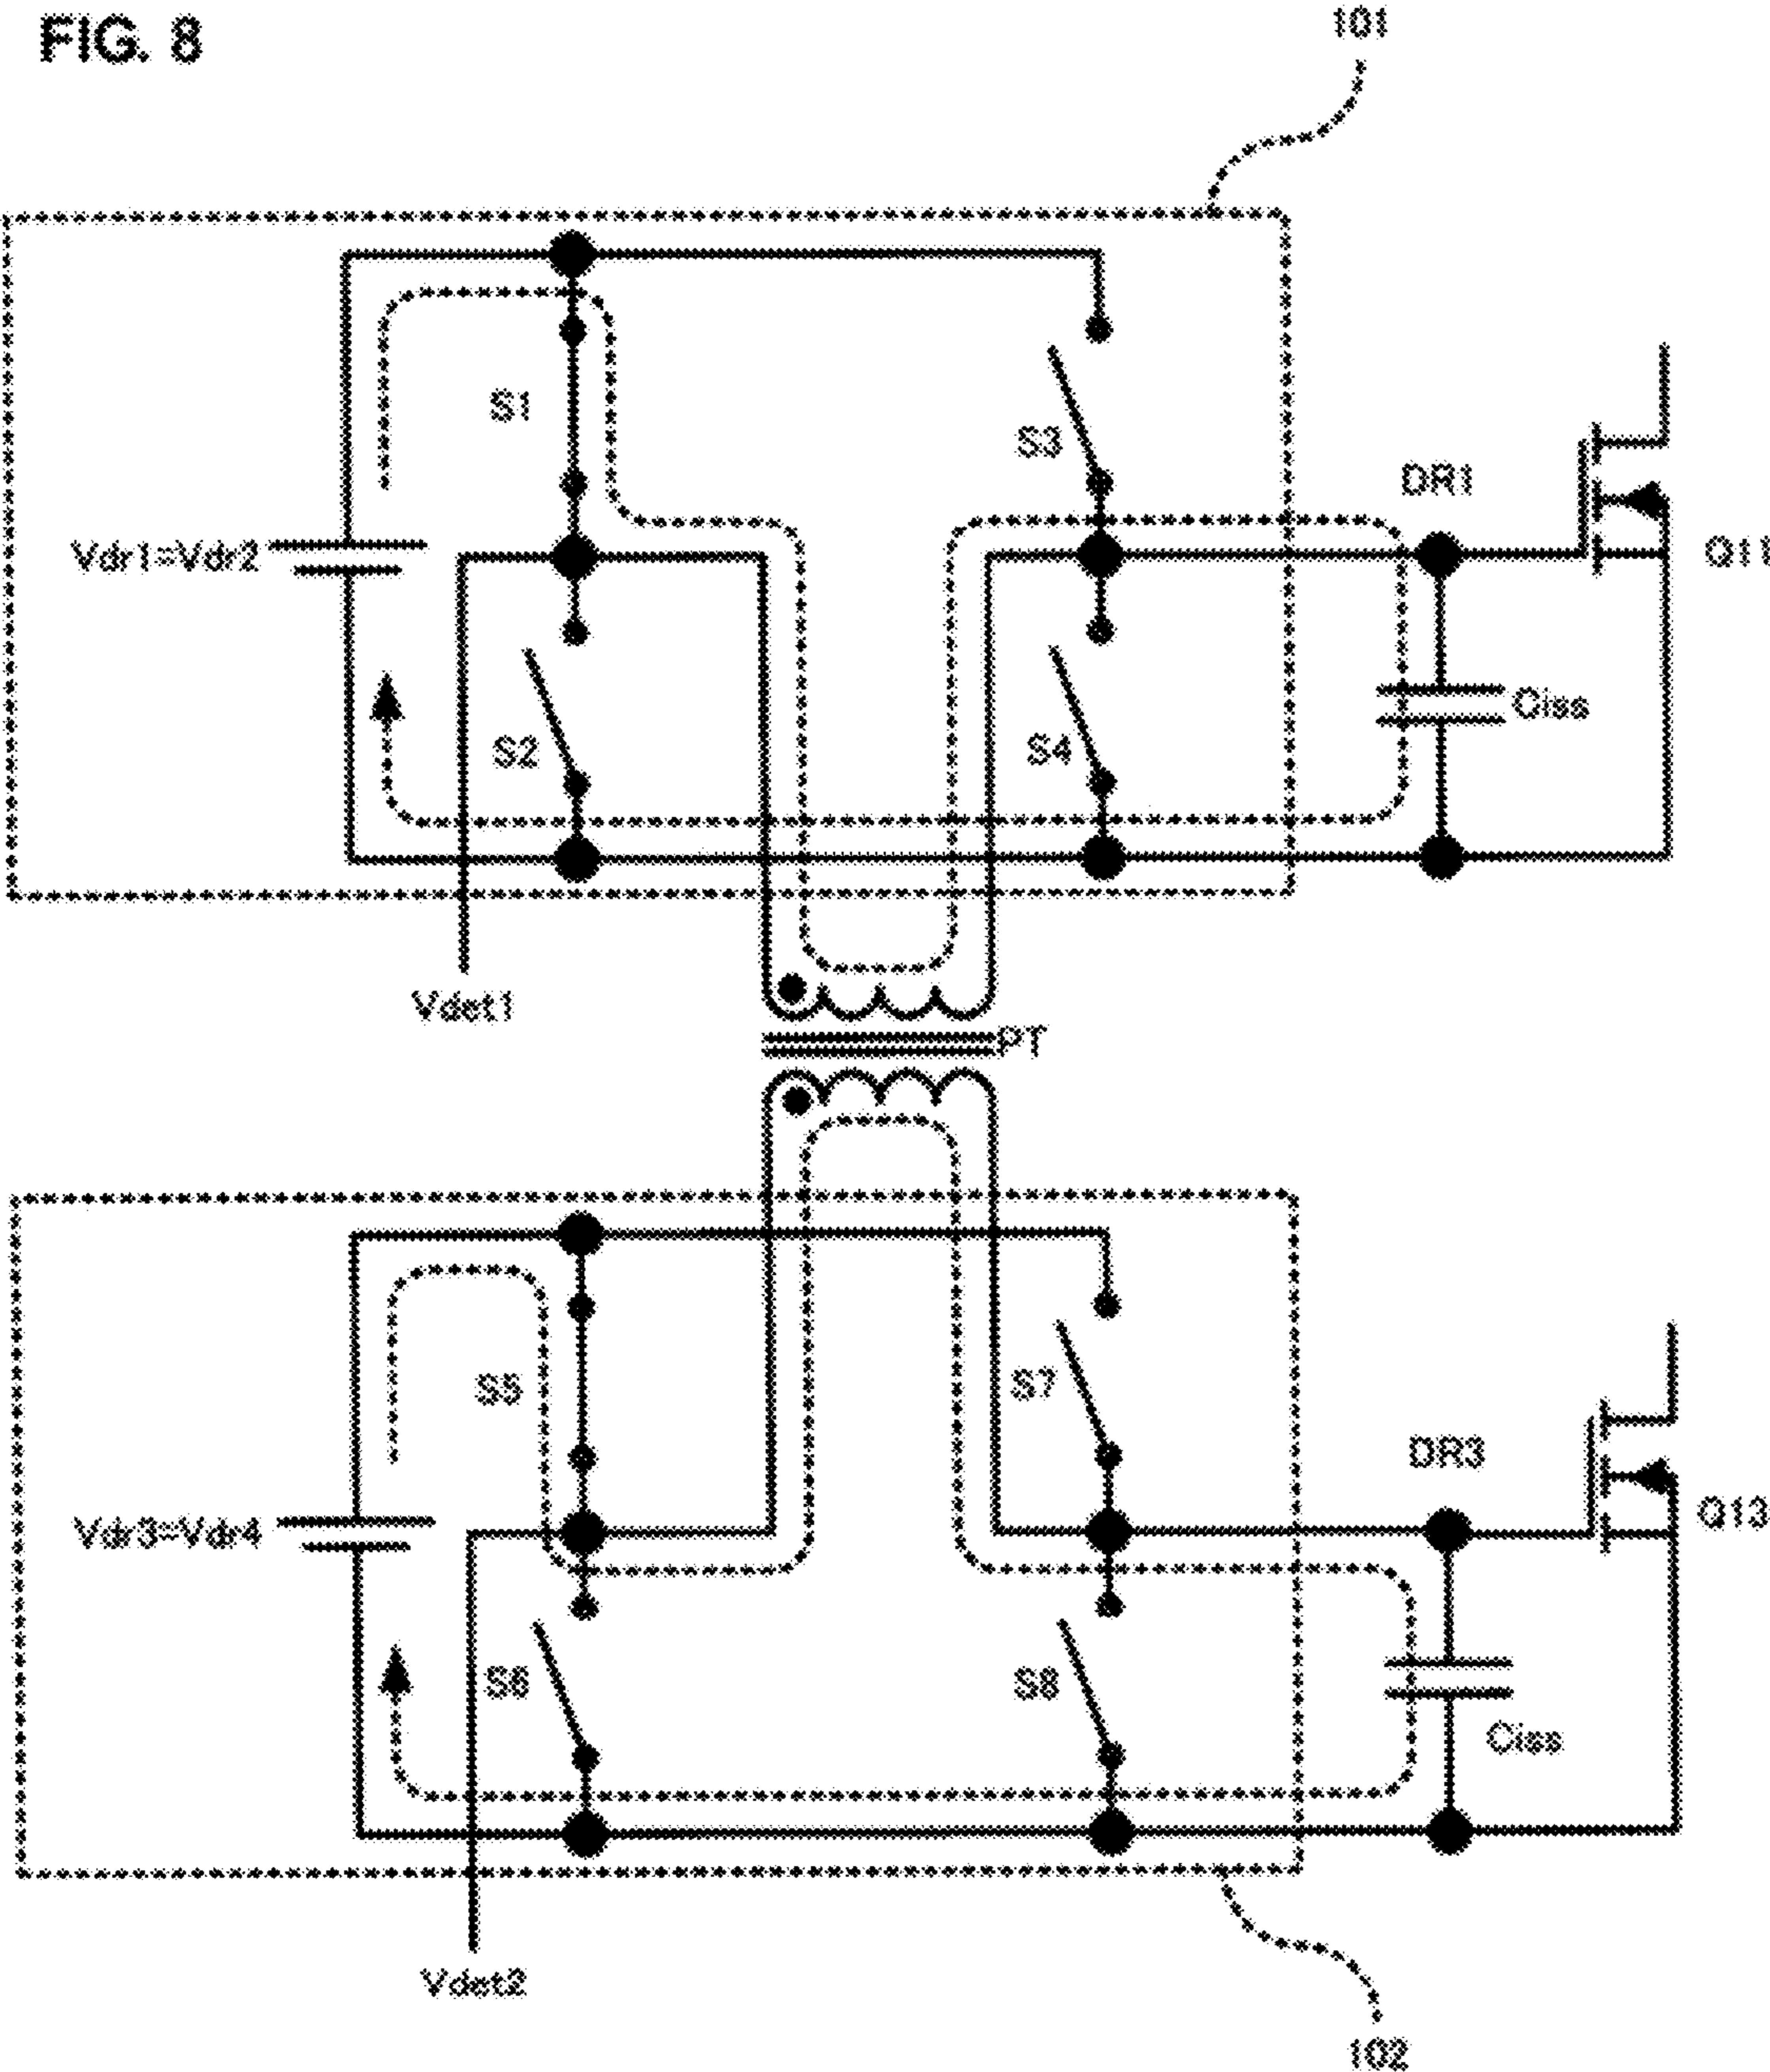 FIG. 8
101
S1
S3
DR1
Vdr1=Vdr2
Q11
S2
S4
Ciss
Vdet1
PT
S5
S7
DR3
Vdr3=Vdr4
Q13
S6
S8
Ciss
Vdet2
102